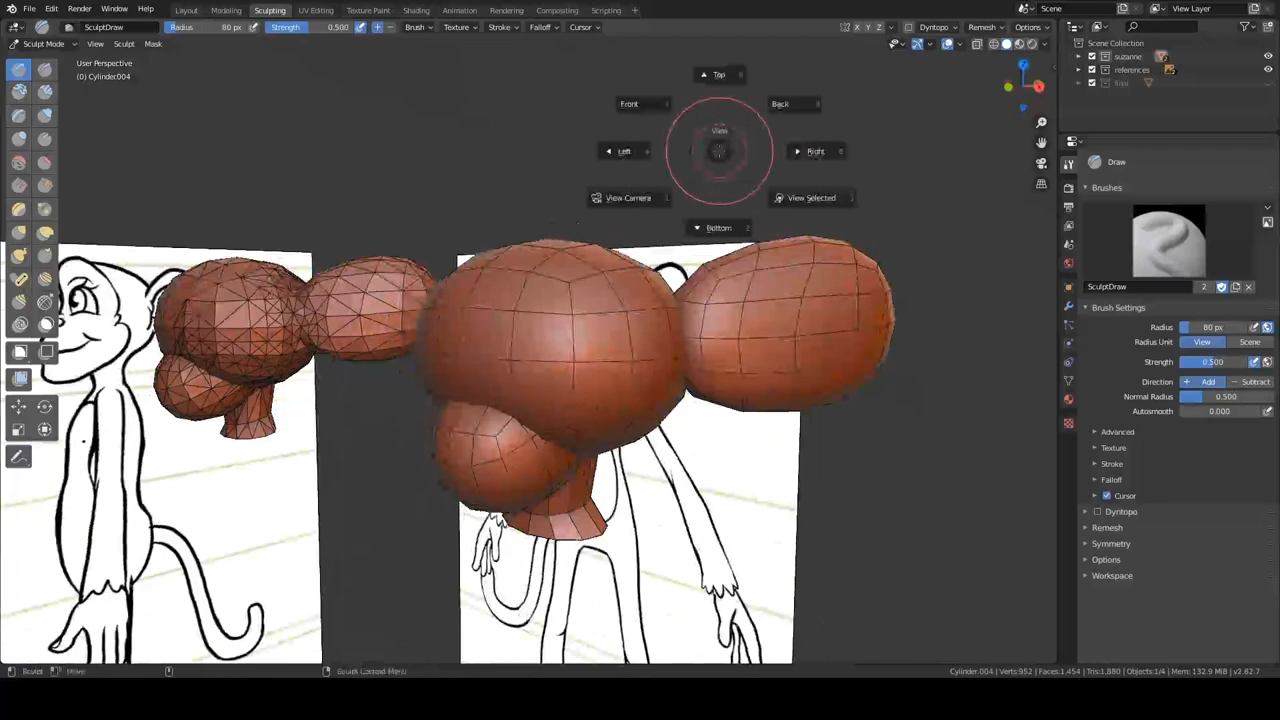 File Edit Render Window Help Layout Modeling Sculpting UV Editing Texture Paint Shading Animation Rendering Compositing Scripting + Scene View Layer
SculptDraw Radius 80 px Strength 0.500 + − Brush Texture Stroke Falloff Cursor X Y Z Dyntopo Remesh Options
Sculpt Mode View Sculpt Mask
User Perspective
(0) Cylinder.004
Top
Front Back
View
Left Right
View Camera View Selected
Bottom
Scene Collection
suzanne
references
Draw
Brushes
SculptDraw 2
Brush Settings
Radius 80 px
Radius Unit View Scene
Strength 0.500
Direction + Add − Subtract
Normal Radius 0.500
Autosmooth 0.000
Advanced
Texture
Stroke
Falloff
Cursor
Dyntopo
Remesh
Symmetry
Options
Workspace
Sculpt Sculpt Context Menu Cylinder.004 | Verts:952 | Faces:1,454 | Tris:1,880 | Objects:1/4 | Mem: 132.9 MiB | v2.82.7